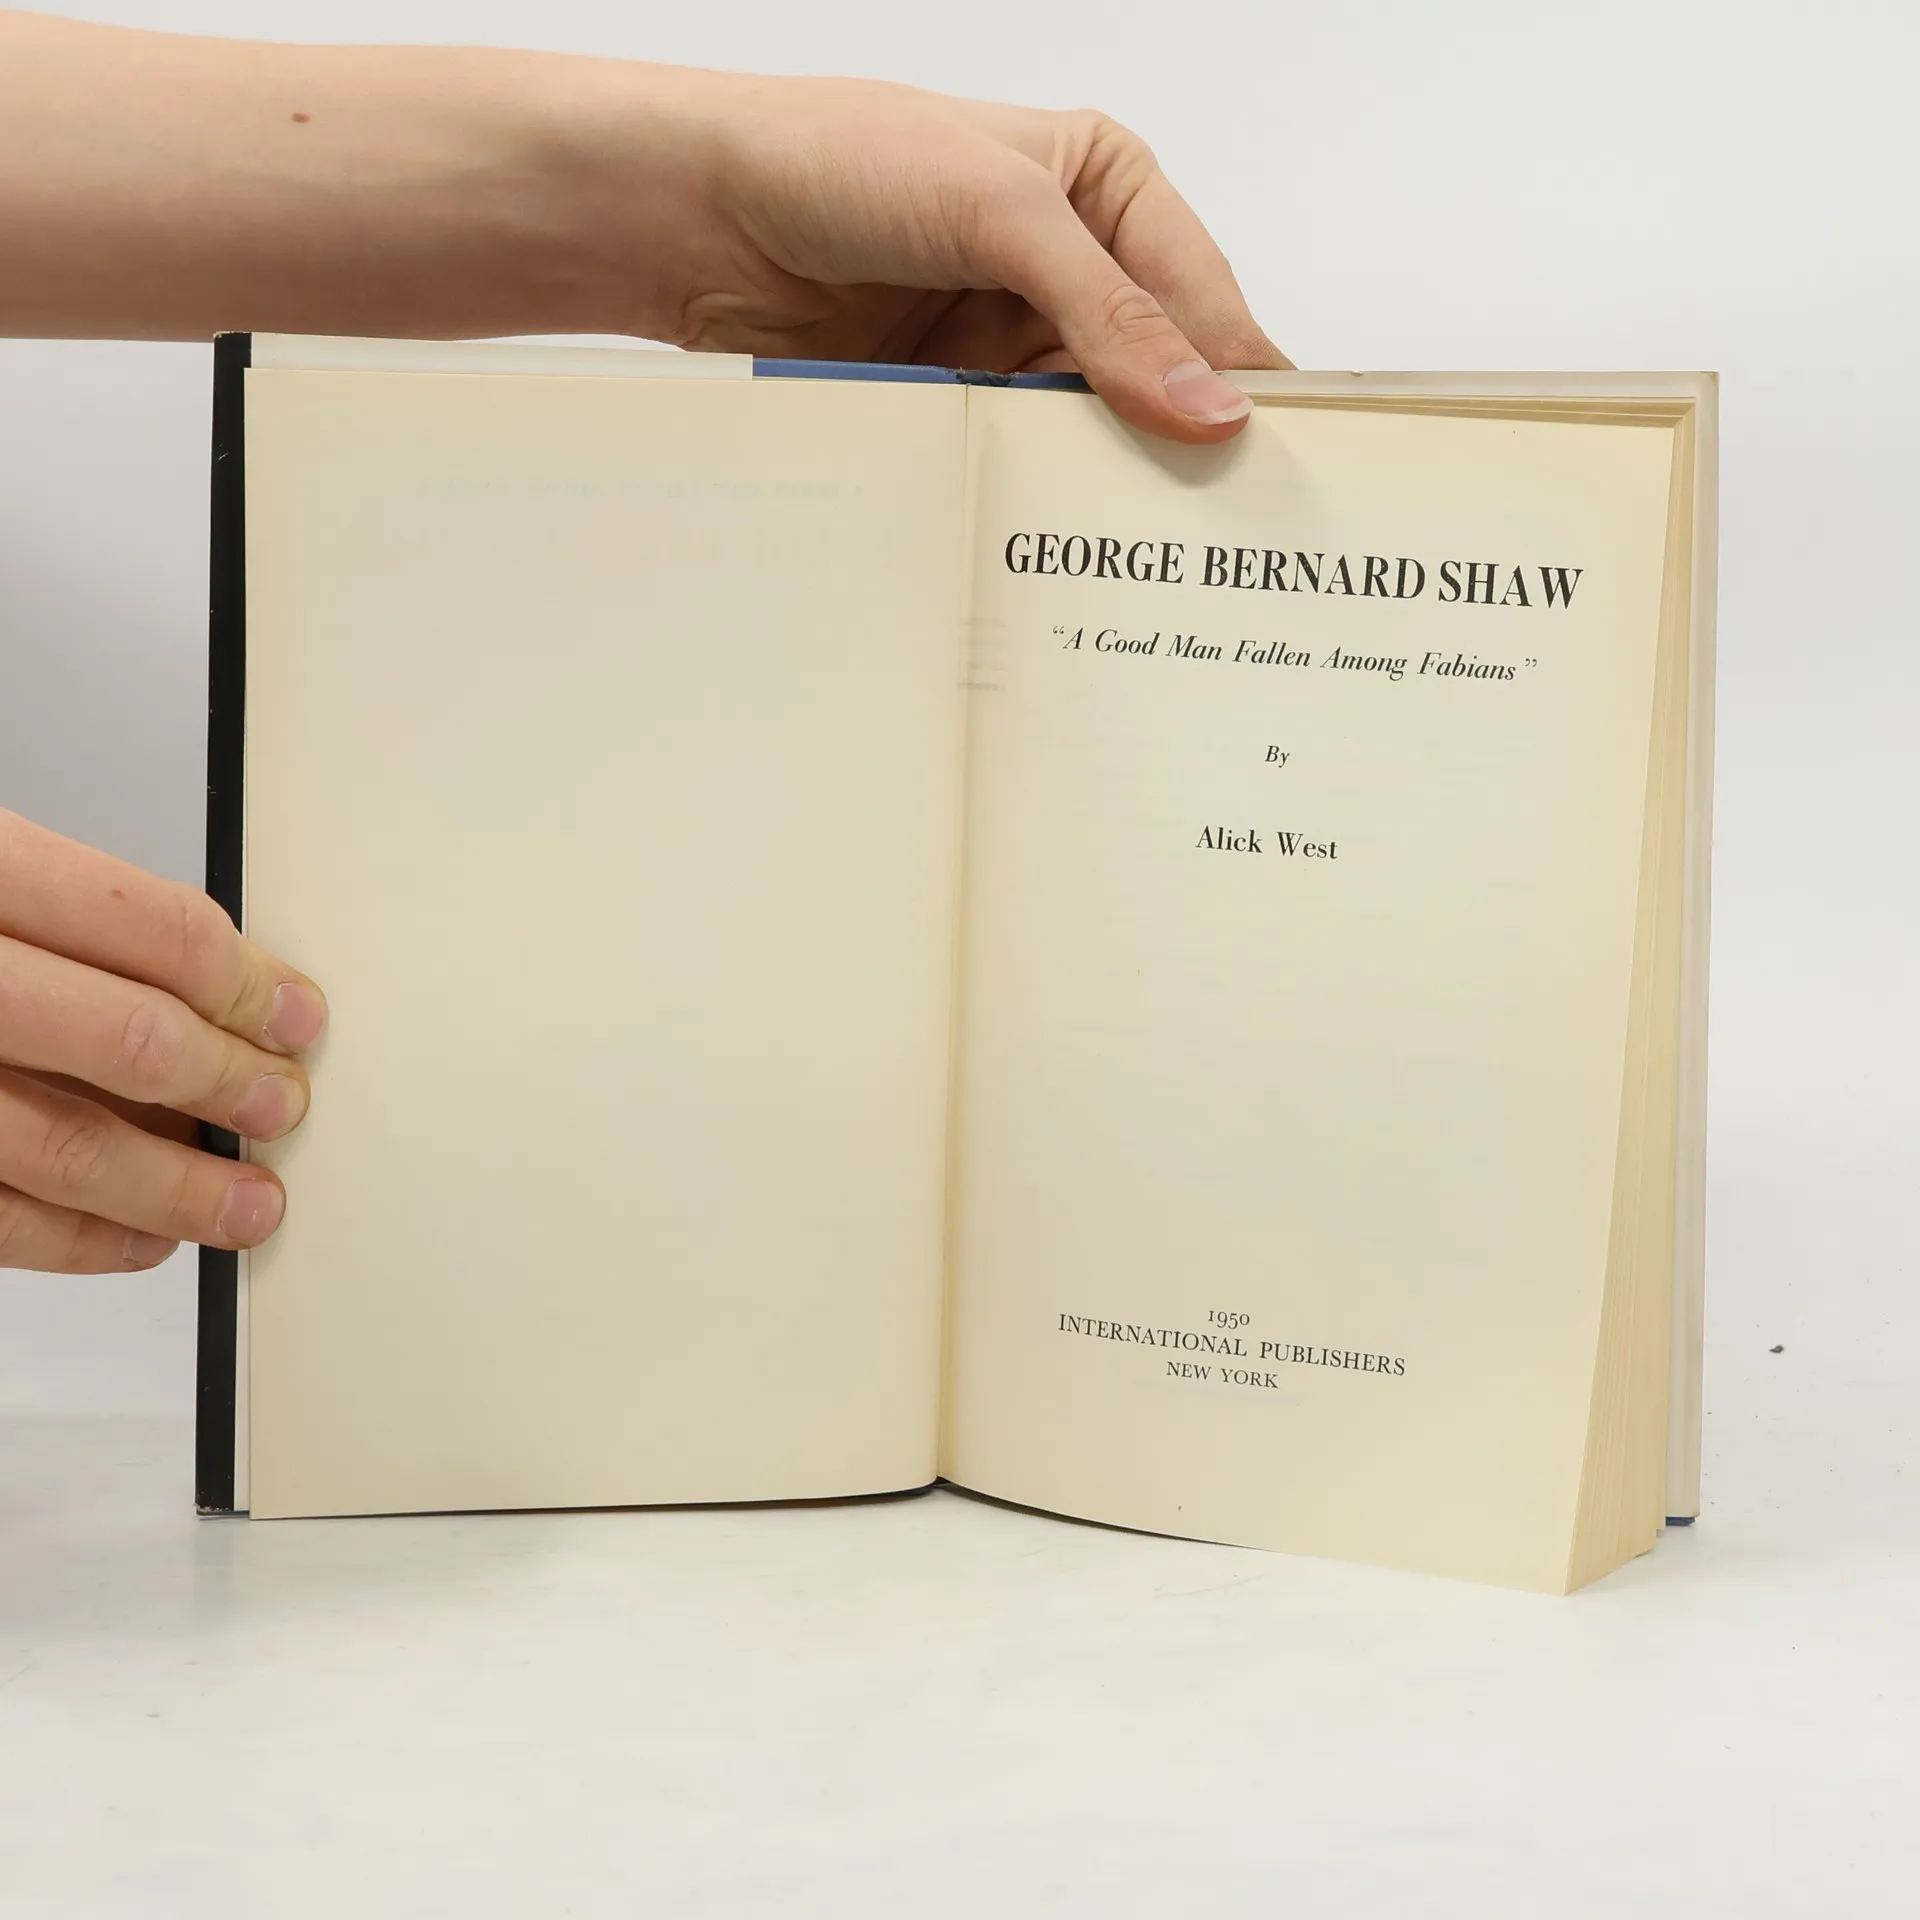 GEORGE BERNARD SHAW
“A Good Man Fallen Among Fabians”
By
Alick West
1950
INTERNATIONAL PUBLISHERS
NEW YORK